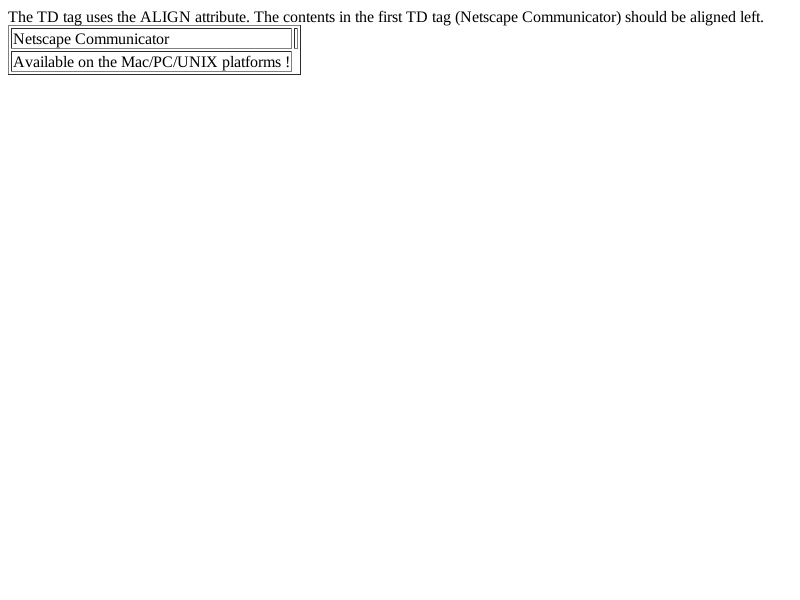 The TD tag uses the ALIGN attribute. The contents in the first TD tag (Netscape Communicator) should be aligned left.
Netscape Communicator
Available on the Mac/PC/UNIX platforms !